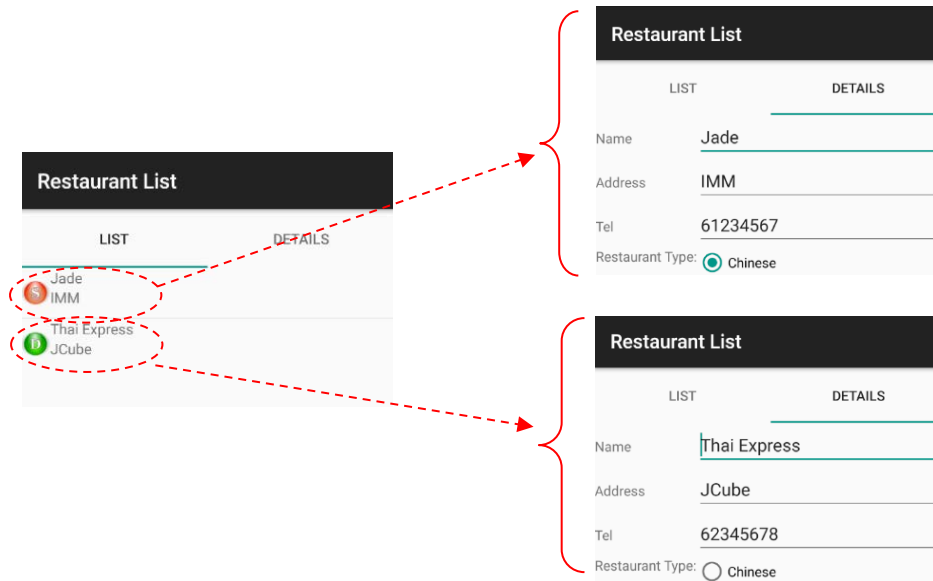 Restaurant List
LIST DETAILS
Jade
S IMM
Thai Express
b JCube
Restaurant List
LIST DETAILS
Name Jade
Address IMM
Tel 61234567
Restaurant Type: Chinese
Restaurant List
LIST DETAILS
Name Thai Express
Address JCube
Tel 62345678
Restaurant Type: Chinese